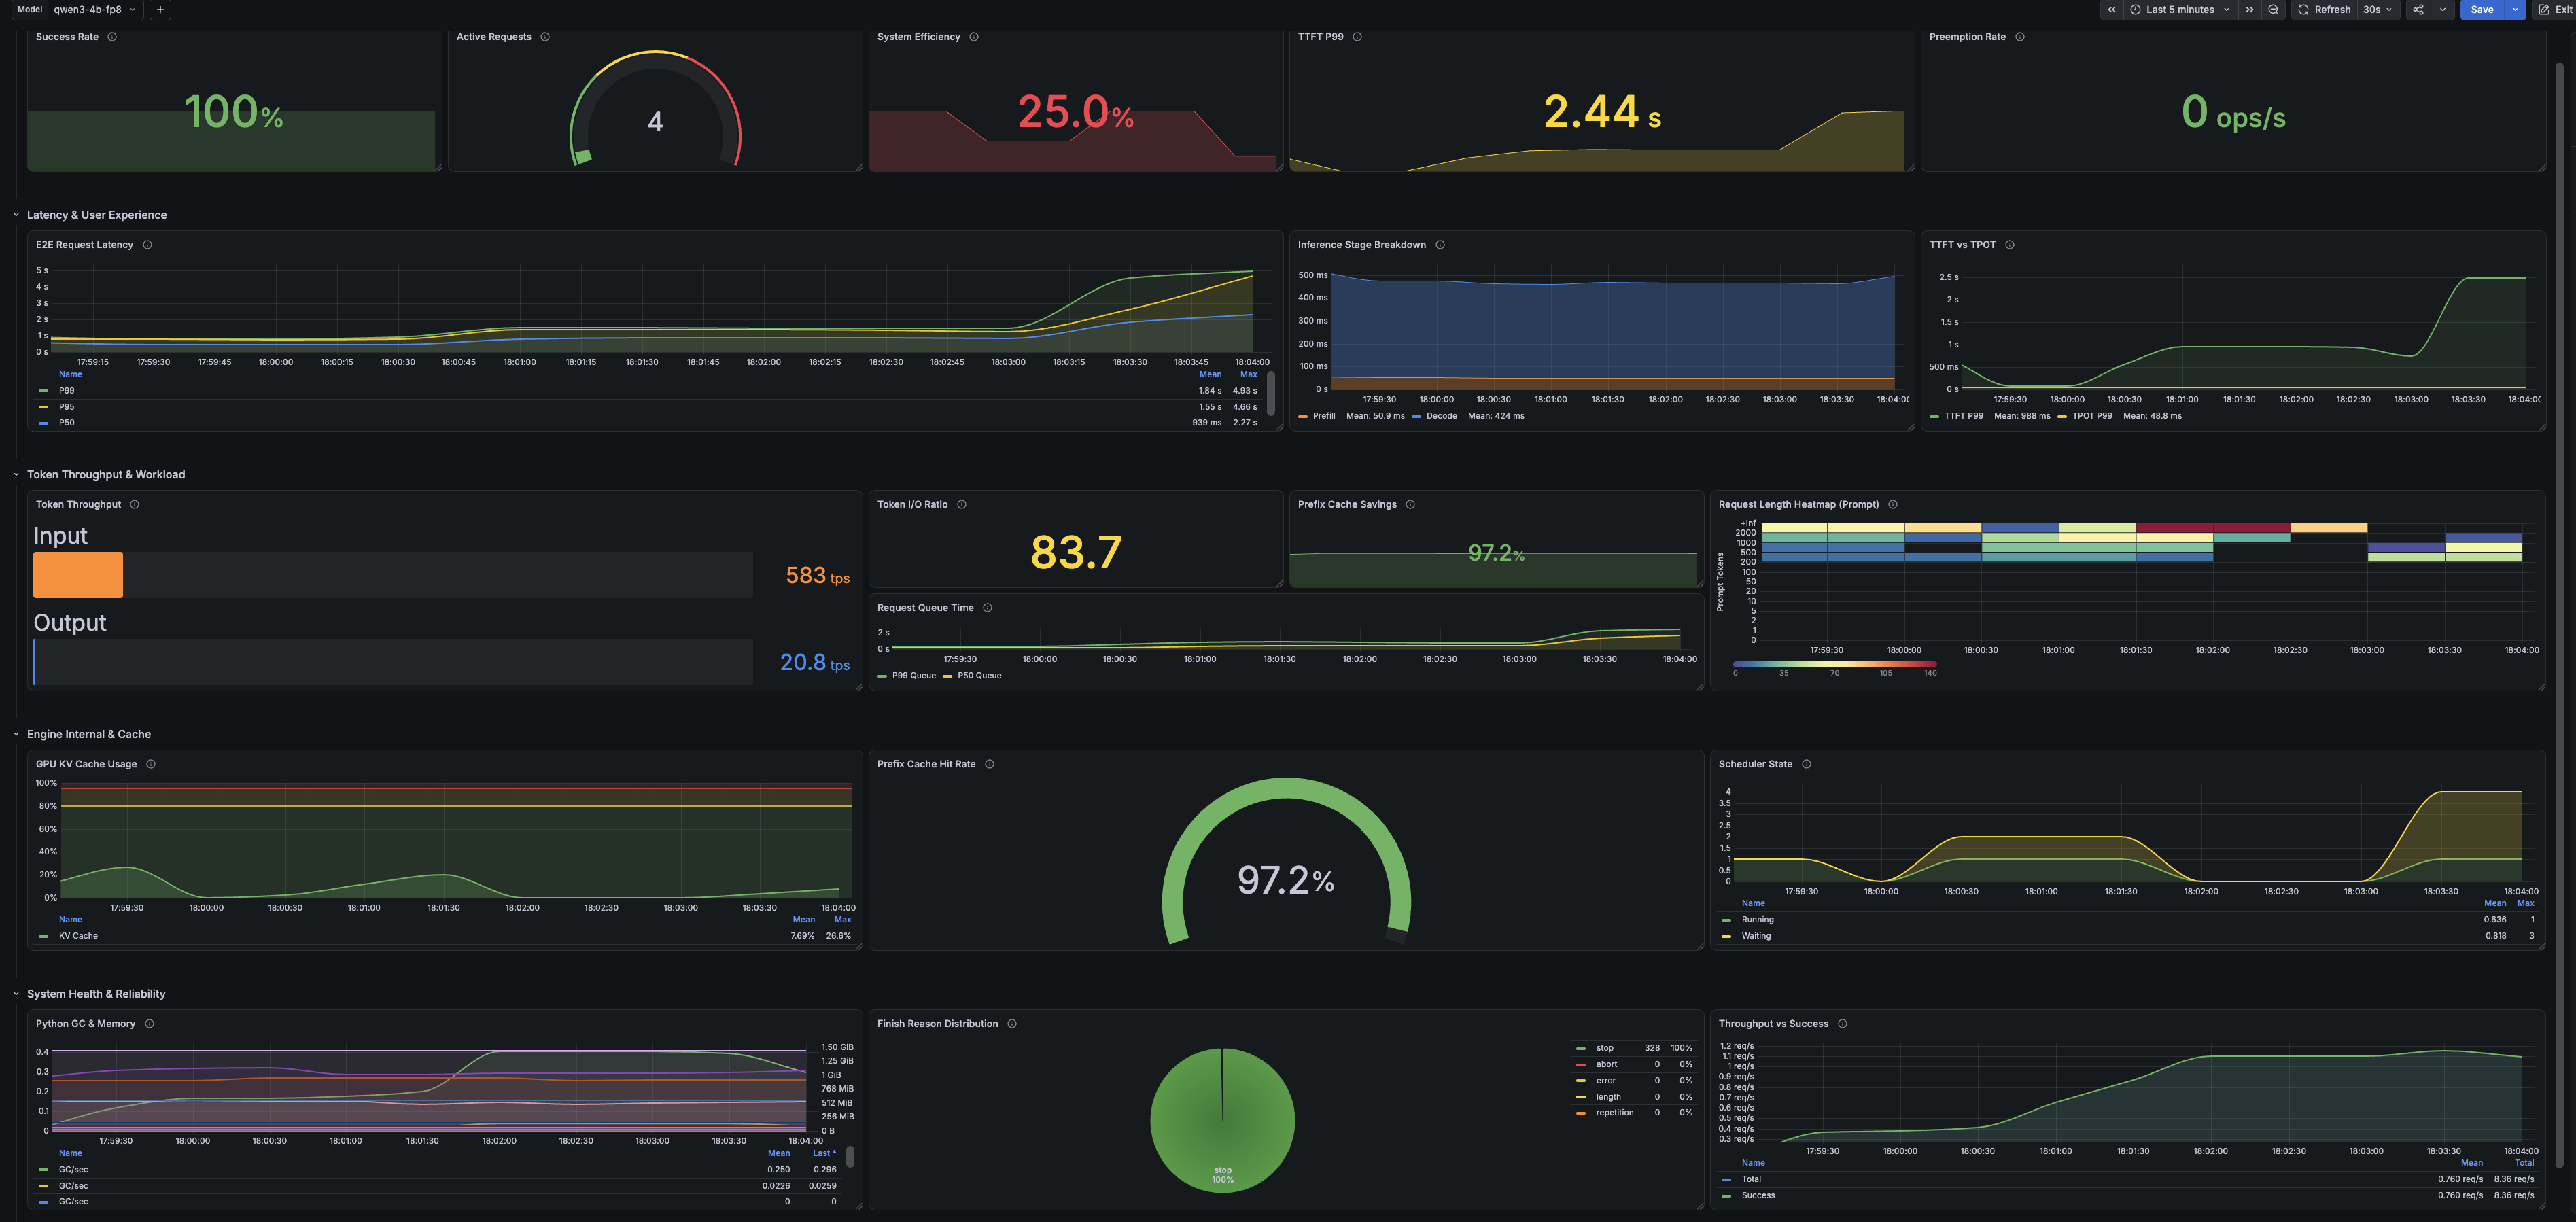 Model qwen3-4b-fp8 +
Last 5 minutes Refresh 30s Save Exit
Success Rate
100%
Active Requests
4
System Efficiency
25.0%
TTFT P99
2.44 s
Preemption Rate
0 ops/s
Latency & User Experience
E2E Request Latency
5 s
4 s
3 s
2 s
1 s
0 s
17:59:15 17:59:30 17:59:45 18:00:00 18:00:15 18:00:30 18:00:45 18:01:00 18:01:15 18:01:30 18:01:45 18:02:00 18:02:15 18:02:30 18:02:45 18:03:00 18:03:15 18:03:30 18:03:45 18:04:00
Name Mean Max
P99 1.84 s 4.93 s
P95 1.55 s 4.66 s
P50 939 ms 2.27 s
Inference Stage Breakdown
500 ms
400 ms
300 ms
200 ms
100 ms
0 s
17:59:30 18:00:00 18:00:30 18:01:00 18:01:30 18:02:00 18:02:30 18:03:00 18:03:30 18:04:00
Prefill Mean: 50.9 ms Decode Mean: 424 ms
TTFT vs TPOT
2.5 s
2 s
1.5 s
1 s
500 ms
0 s
17:59:30 18:00:00 18:00:30 18:01:00 18:01:30 18:02:00 18:02:30 18:03:00 18:03:30 18:04:00
TTFT P99 Mean: 988 ms TPOT P99 Mean: 48.8 ms
Token Throughput & Workload
Token Throughput
Input
583 tps
Output
20.8 tps
Token I/O Ratio
83.7
Prefix Cache Savings
97.2%
Request Queue Time
2 s
0 s
17:59:30 18:00:00 18:00:30 18:01:00 18:01:30 18:02:00 18:02:30 18:03:00 18:03:30 18:04:00
P99 Queue P50 Queue
Request Length Heatmap (Prompt)
Prompt Tokens
+Inf
2000
1000
500
200
100
50
20
10
5
2
1
0
17:59:30 18:00:00 18:00:30 18:01:00 18:01:30 18:02:00 18:02:30 18:03:00 18:03:30 18:04:00
0 35 70 105 140
Engine Internal & Cache
GPU KV Cache Usage
100%
80%
60%
40%
20%
0%
17:59:30 18:00:00 18:00:30 18:01:00 18:01:30 18:02:00 18:02:30 18:03:00 18:03:30 18:04:00
Name Mean Max
KV Cache 7.69% 26.6%
Prefix Cache Hit Rate
97.2%
Scheduler State
4
3.5
3
2.5
2
1.5
1
0.5
0
17:59:30 18:00:00 18:00:30 18:01:00 18:01:30 18:02:00 18:02:30 18:03:00 18:03:30 18:04:00
Name Mean Max
Running 0.636 1
Waiting 0.818 3
System Health & Reliability
Python GC & Memory
0.4
0.3
0.2
0.1
0
1.50 GiB
1.25 GiB
1 GiB
768 MiB
512 MiB
256 MiB
0 B
17:59:30 18:00:00 18:00:30 18:01:00 18:01:30 18:02:00 18:02:30 18:03:00 18:03:30 18:04:00
Name Mean Last *
GC/sec 0.250 0.296
GC/sec 0.0226 0.0259
GC/sec 0 0
Finish Reason Distribution
stop
100%
stop 328 100%
abort 0 0%
error 0 0%
length 0 0%
repetition 0 0%
Throughput vs Success
1.2 req/s
1.1 req/s
1 req/s
0.9 req/s
0.8 req/s
0.7 req/s
0.6 req/s
0.5 req/s
0.4 req/s
0.3 req/s
17:59:30 18:00:00 18:00:30 18:01:00 18:01:30 18:02:00 18:02:30 18:03:00 18:03:30 18:04:00
Name Mean Total
Total 0.760 req/s 8.36 req/s
Success 0.760 req/s 8.36 req/s